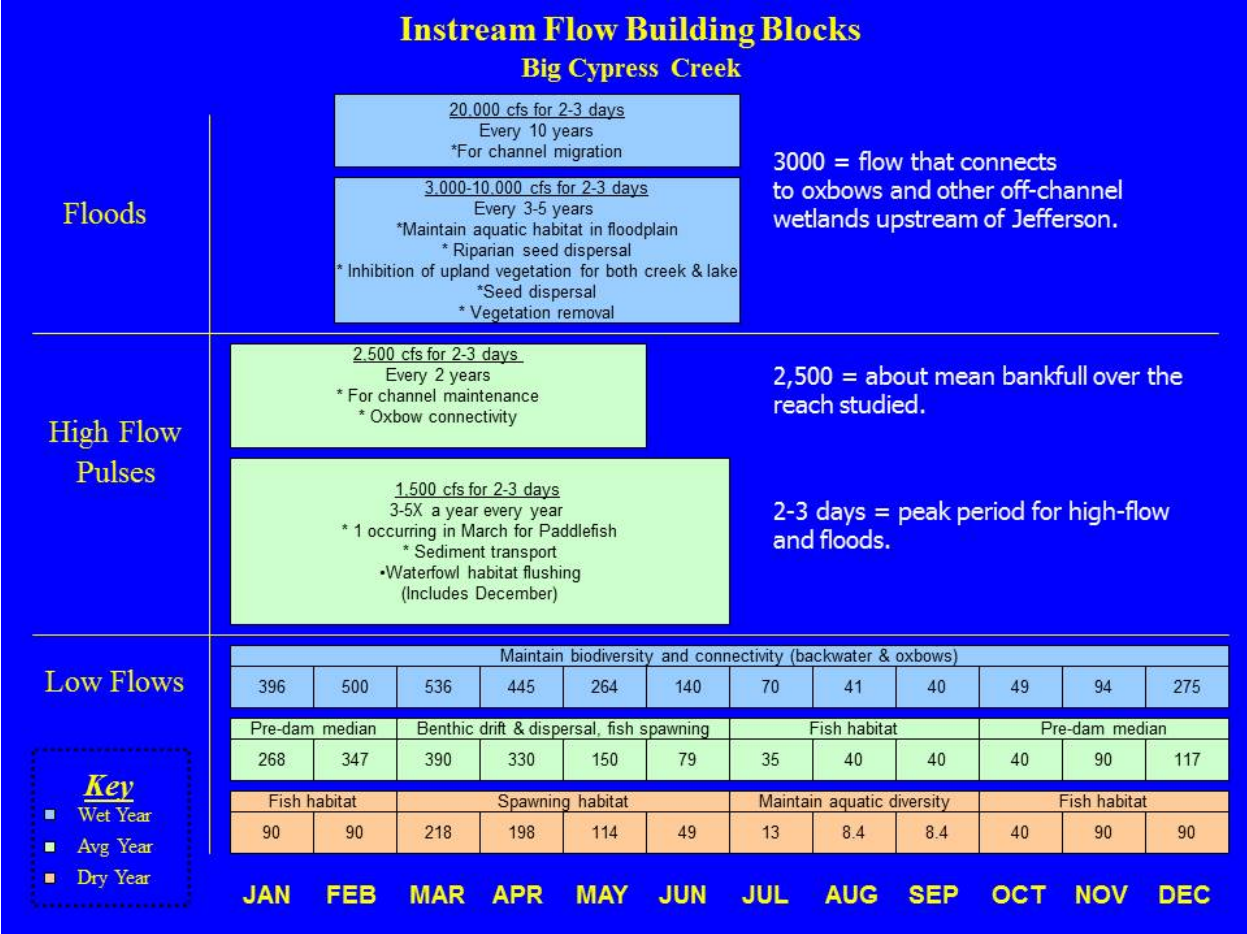 Instream Flow Building Blocks
Big Cypress Creek
Floods
20,000 cfs for 2-3 days
Every 10 years
*For channel migration
3,000-10,000 cfs for 2-3 days
Every 3-5 years
*Maintain aquatic habitat in floodplain
* Riparian seed dispersal
* Inhibition of upland vegetation for both creek & lake
*Seed dispersal
* Vegetation removal
3000 = flow that connects
to oxbows and other off-channel
wetlands upstream of Jefferson.
High Flow
Pulses
2,500 cfs for 2-3 days
Every 2 years
* For channel maintenance
* Oxbow connectivity
2,500 = about mean bankfull over the
reach studied.
1,500 cfs for 2-3 days
3-5X a year every year
* 1 occurring in March for Paddlefish
* Sediment transport
•Waterfowl habitat flushing
(Includes December)
2-3 days = peak period for high-flow
and floods.
Low Flows
Maintain biodiversity and connectivity (backwater & oxbows)
396 500 536 445 264 140 70 41 40 49 94 275
Pre-dam median Benthic drift & dispersal, fish spawning Fish habitat Pre-dam median
268 347 390 330 150 79 35 40 40 40 90 117
Fish habitat Spawning habitat Maintain aquatic diversity Fish habitat
90 90 218 198 114 49 13 8.4 8.4 40 90 90
Key
Wet Year
Avg Year
Dry Year
JAN FEB MAR APR MAY JUN JUL AUG SEP OCT NOV DEC